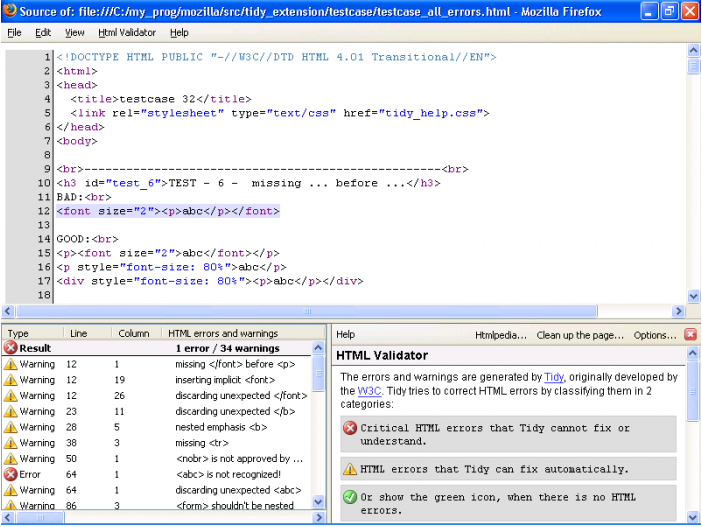 Source of: file:///C:/my_prog/mozilla/src/tidy_extension/testcase/testcase_all_errors.html - Mozilla Firefox
File Edit View Html Validator Help
1 <!DOCTYPE HTML PUBLIC "-//W3C//DTD HTML 4.01 Transitional//EN">
2 <html>
3 <head>
4 <title>testcase 32</title>
5 <link rel="stylesheet" type="text/css" href="tidy_help.css">
6 </head>
7 <body>
8
9 <br>---------------------------------------------------<br>
10 <h3 id="test_6">TEST - 6 - missing ... before ...</h3>
11 BAD:<br>
12 <font size="2"><p>abc</p></font>
13
14 GOOD:<br>
15 <p><font size="2">abc</font></p>
16 <p style="font-size: 80%">abc</p>
17 <div style="font-size: 80%"><p>abc</p></div>
18
Type Line Column HTML errors and warnings
Result 1 error / 34 warnings
Warning 12 1 missing </font> before <p>
Warning 12 19 inserting implicit <font>
Warning 12 26 discarding unexpected </font>
Warning 23 11 discarding unexpected </b>
Warning 28 5 nested emphasis <b>
Warning 38 3 missing <tr>
Warning 50 1 <nobr> is not approved by ...
Error 64 1 <abc> is not recognized!
Warning 64 1 discarding unexpected <abc>
Warning 86 3 <form> shouldn't be nested
Help Htmlpedia... Clean up the page... Options...
HTML Validator
The errors and warnings are generated by Tidy, originally developed by
the W3C. Tidy tries to correct HTML errors by classifying them in 2
categories:
Critical HTML errors that Tidy cannot fix or
understand.
HTML errors that Tidy can fix automatically.
Or show the green icon, when there is no HTML
errors.